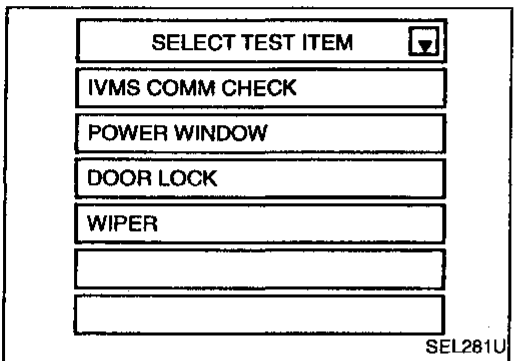 SELECT TEST ITEM
IVMS COMM CHECK
POWER WINDOW
DOOR LOCK
WIPER
SEL281U